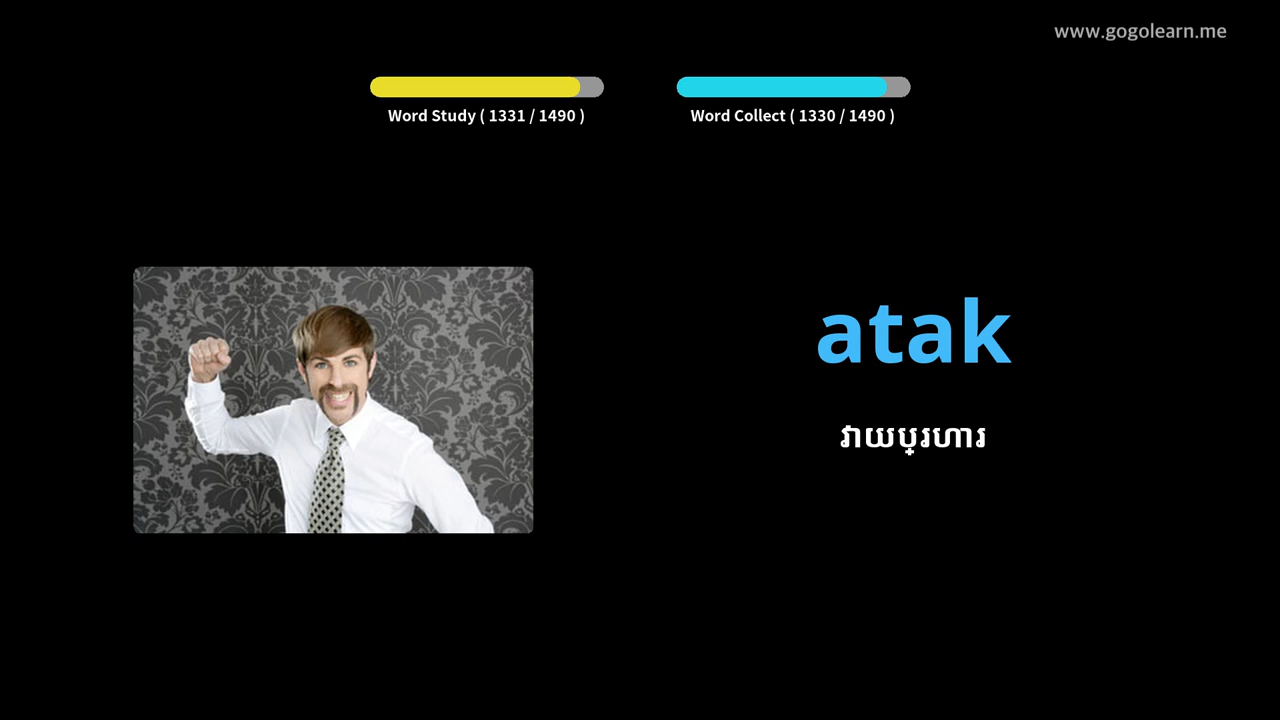 www.gogolearn.me
Word Study ( 1331 / 1490 )
Word Collect ( 1330 / 1490 )
atak
វាយប្រហារ